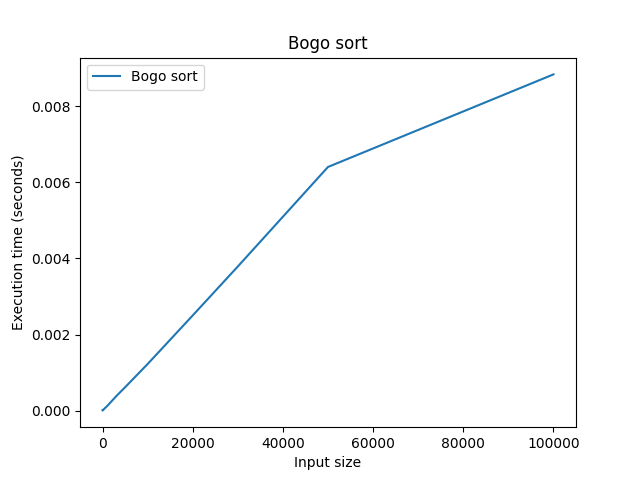 Bogo sort
Bogo sort
0.008
0.006
0.004
0.002
0.000
Execution time (seconds)
0 20000 40000 60000 80000 100000
Input size